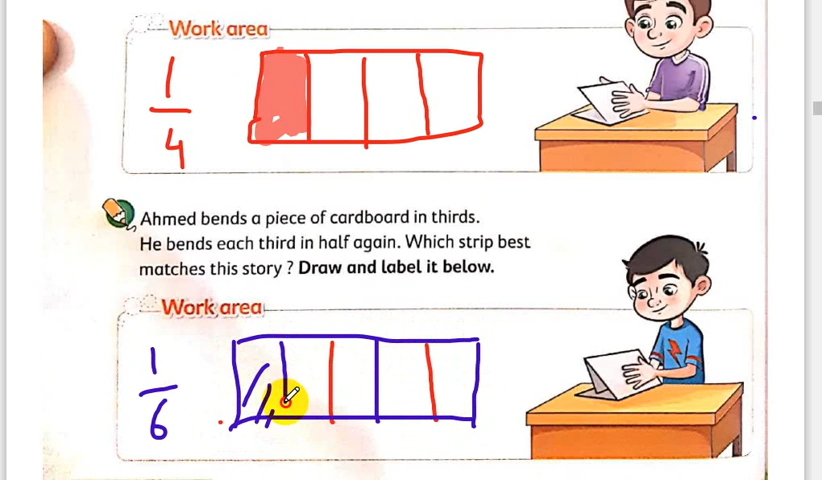 Work area
1
4
Ahmed bends a piece of cardboard in thirds.
He bends each third in half again. Which strip best
matches this story ? Draw and label it below.
Work area
1
6